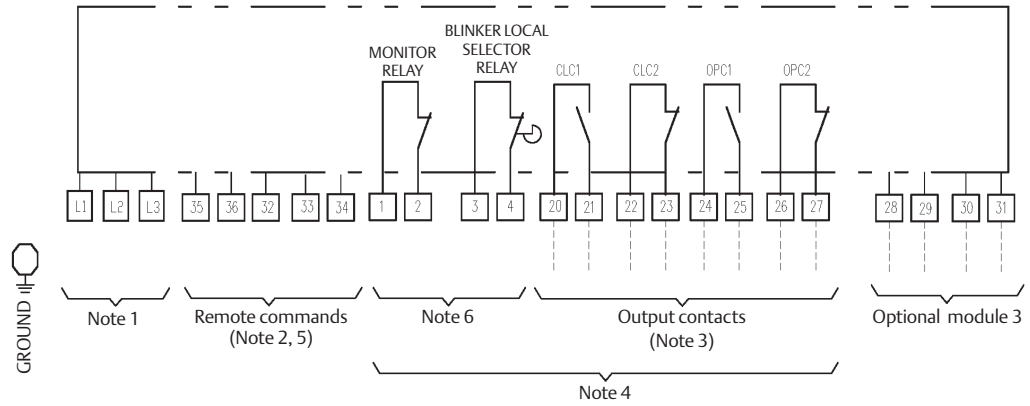 BLINKER LOCAL
SELECTOR
RELAY
MONITOR
RELAY
CLC1 CLC2 OPC1 OPC2
L1 L2 L3 35 36 32 33 34 1 2 3 4 20 21 22 23 24 25 26 27 28 29 30 31
GROUND
Note 1 Remote commands Note 6 Output contacts Optional module 3
(Note 2, 5) (Note 3)
Note 4